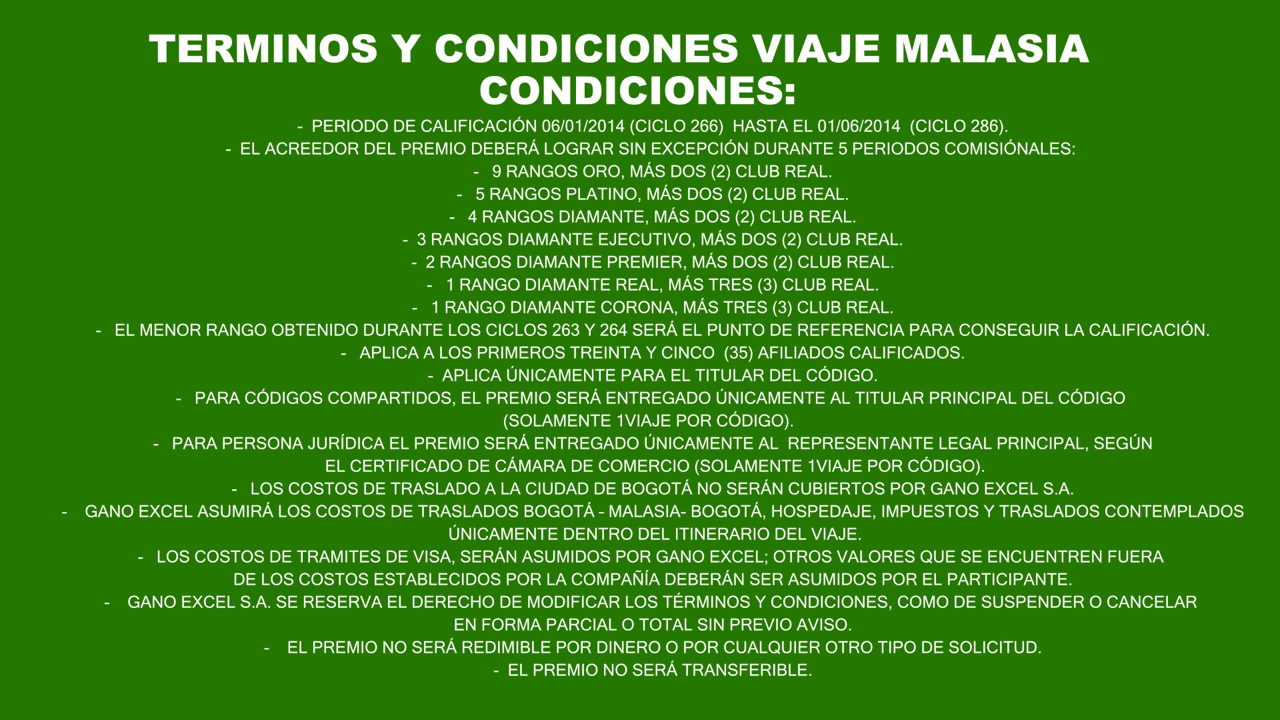 TERMINOS Y CONDICIONES VIAJE MALASIA
CONDICIONES:
- PERIODO DE CALIFICACIÓN 06/01/2014 (CICLO 266) HASTA EL 01/06/2014 (CICLO 286).
- EL ACREEDOR DEL PREMIO DEBERÁ LOGRAR SIN EXCEPCIÓN DURANTE 5 PERIODOS COMISIÓNALES:
- 9 RANGOS ORO, MÁS DOS (2) CLUB REAL.
- 5 RANGOS PLATINO, MÁS DOS (2) CLUB REAL.
- 4 RANGOS DIAMANTE, MÁS DOS (2) CLUB REAL.
- 3 RANGOS DIAMANTE EJECUTIVO, MÁS DOS (2) CLUB REAL.
- 2 RANGOS DIAMANTE PREMIER, MÁS DOS (2) CLUB REAL.
- 1 RANGO DIAMANTE REAL, MÁS TRES (3) CLUB REAL.
- 1 RANGO DIAMANTE CORONA, MÁS TRES (3) CLUB REAL.
- EL MENOR RANGO OBTENIDO DURANTE LOS CICLOS 263 Y 264 SERÁ EL PUNTO DE REFERENCIA PARA CONSEGUIR LA CALIFICACIÓN.
- APLICA A LOS PRIMEROS TREINTA Y CINCO (35) AFILIADOS CALIFICADOS.
- APLICA ÚNICAMENTE PARA EL TITULAR DEL CÓDIGO.
- PARA CÓDIGOS COMPARTIDOS, EL PREMIO SERÁ ENTREGADO ÚNICAMENTE AL TITULAR PRINCIPAL DEL CÓDIGO
(SOLAMENTE 1VIAJE POR CÓDIGO).
- PARA PERSONA JURÍDICA EL PREMIO SERÁ ENTREGADO ÚNICAMENTE AL REPRESENTANTE LEGAL PRINCIPAL, SEGÚN
EL CERTIFICADO DE CÁMARA DE COMERCIO (SOLAMENTE 1VIAJE POR CÓDIGO).
- LOS COSTOS DE TRASLADO A LA CIUDAD DE BOGOTÁ NO SERÁN CUBIERTOS POR GANO EXCEL S.A.
- GANO EXCEL ASUMIRÁ LOS COSTOS DE TRASLADOS BOGOTÁ - MALASIA- BOGOTÁ, HOSPEDAJE, IMPUESTOS Y TRASLADOS CONTEMPLADOS
ÚNICAMENTE DENTRO DEL ITINERARIO DEL VIAJE.
- LOS COSTOS DE TRAMITES DE VISA, SERÁN ASUMIDOS POR GANO EXCEL; OTROS VALORES QUE SE ENCUENTREN FUERA
DE LOS COSTOS ESTABLECIDOS POR LA COMPAÑÍA DEBERÁN SER ASUMIDOS POR EL PARTICIPANTE.
- GANO EXCEL S.A. SE RESERVA EL DERECHO DE MODIFICAR LOS TÉRMINOS Y CONDICIONES, COMO DE SUSPENDER O CANCELAR
EN FORMA PARCIAL O TOTAL SIN PREVIO AVISO.
- EL PREMIO NO SERÁ REDIMIBLE POR DINERO O POR CUALQUIER OTRO TIPO DE SOLICITUD.
- EL PREMIO NO SERÁ TRANSFERIBLE.